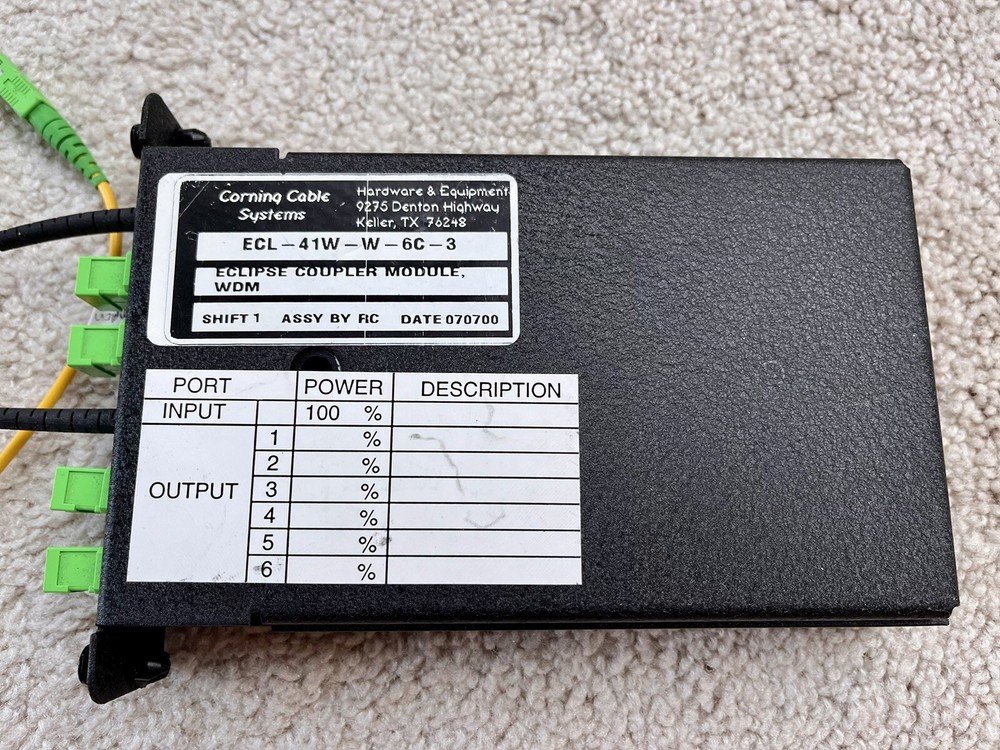 Corning Cable Systems
Hardware & Equipment
9275 Denton Highway
Keller, TX 76248
ECL-41W-W-6C-3
ECLIPSE COUPLER MODULE,
WDM
SHIFT 1 ASSY BY RC DATE 070700
PORT POWER DESCRIPTION
INPUT 100 %
OUTPUT
1 %
2 %
3 %
4 %
5 %
6 %